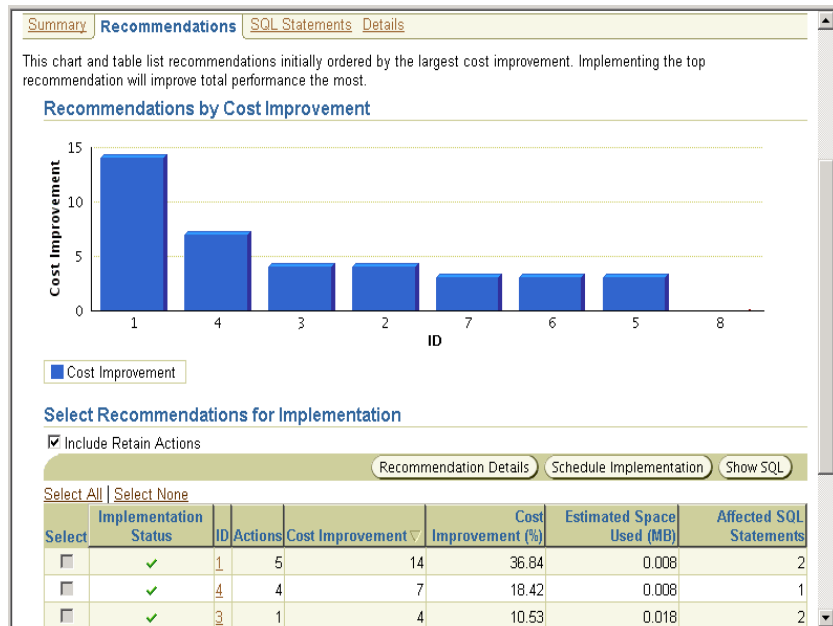 Summary Recommendations SQL Statements Details
This chart and table list recommendations initially ordered by the largest cost improvement. Implementing the top
recommendation will improve total performance the most.
Recommendations by Cost Improvement
15
10
5
0
Cost Improvement
1 4 3 2 7 6 5 8
ID
Cost Improvement
Select Recommendations for Implementation
Include Retain Actions
Recommendation Details Schedule Implementation Show SQL
Select All | Select None
Select Implementation Status ID Actions Cost Improvement Cost Improvement (%) Estimated Space Used (MB) Affected SQL Statements
1 5 14 36.84 0.008 2
4 4 7 18.42 0.008 1
3 1 4 10.53 0.018 2